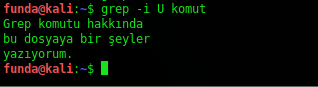 funda@kali:~$ grep -i U komut
Grep komutu hakkında
bu dosyaya bir şeyler
yazıyorum.
funda@kali:~$